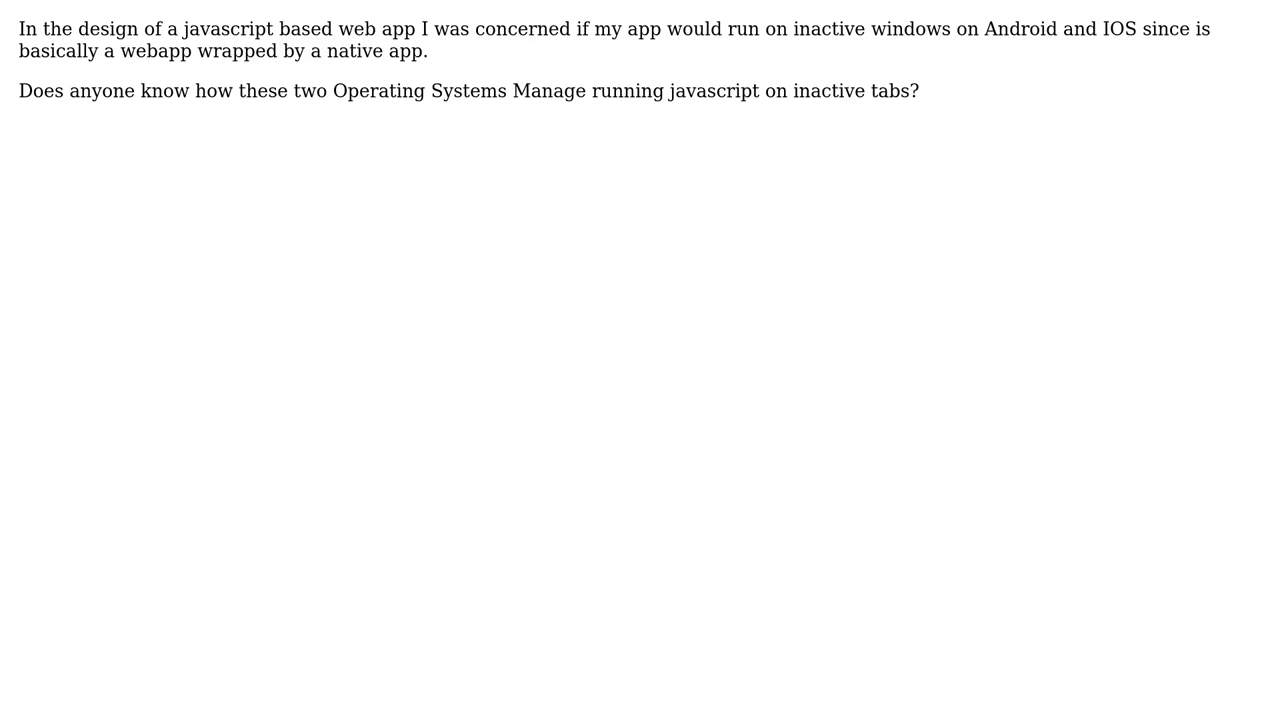 In the design of a javascript based web app I was concerned if my app would run on inactive windows on Android and IOS since is
basically a webapp wrapped by a native app.
Does anyone know how these two Operating Systems Manage running javascript on inactive tabs?